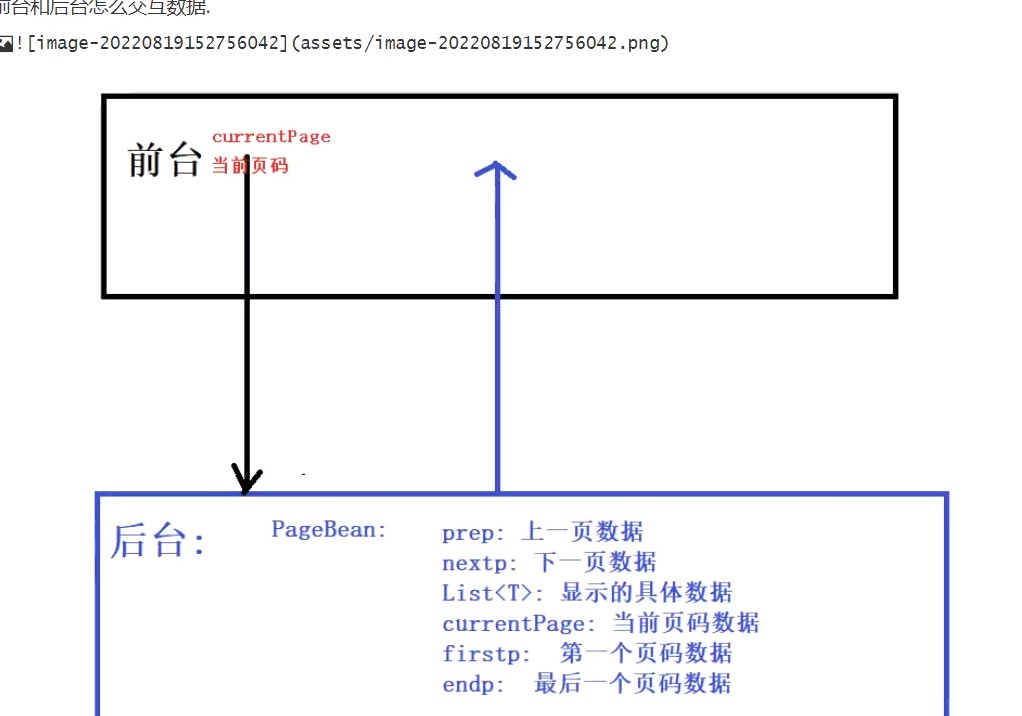 前台和后台怎么交互数据.
![image-20220819152756042](assets/image-20220819152756042.png)
前台 currentPage
当前页码
后台: PageBean: prep: 上一页数据
nextp: 下一页数据
List<T>: 显示的具体数据
currentPage: 当前页码数据
firstp: 第一个页码数据
endp: 最后一个页码数据